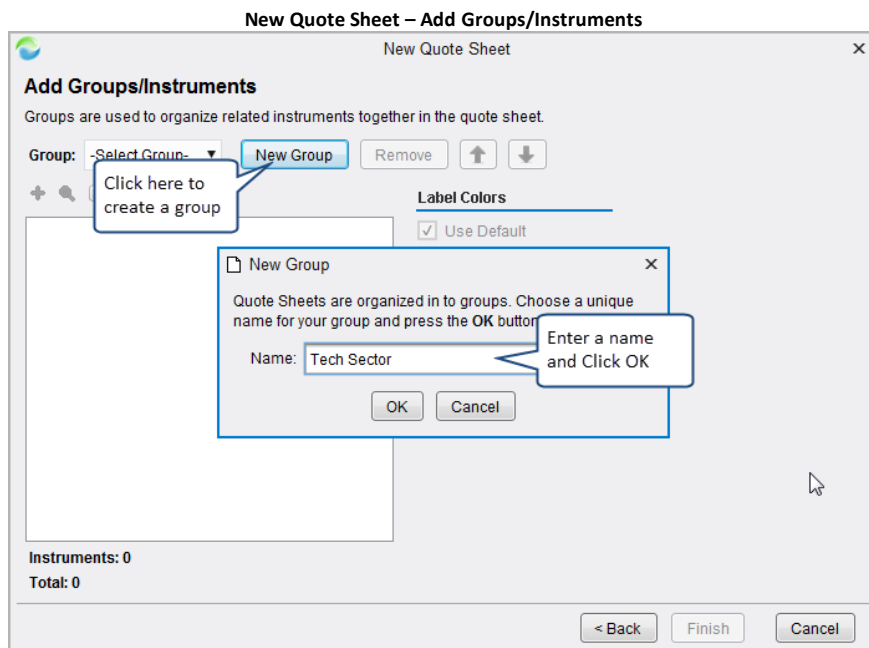 New Quote Sheet – Add Groups/Instruments
New Quote Sheet
Add Groups/Instruments
Groups are used to organize related instruments together in the quote sheet.
Group: -Select Group- New Group Remove
Click here to
create a group
Label Colors
Use Default
New Group
Quote Sheets are organized in to groups. Choose a unique
name for your group and press the OK button
Enter a name
and Click OK
Name: Tech Sector
OK Cancel
Instruments: 0
Total: 0
< Back Finish Cancel